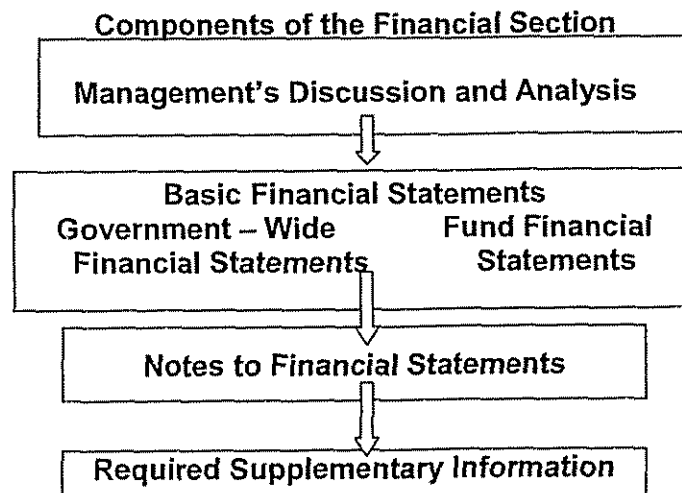 Components of the Financial Section
Management's Discussion and Analysis
Basic Financial Statements
Government – Wide Fund Financial
Financial Statements Statements
Notes to Financial Statements
Required Supplementary Information